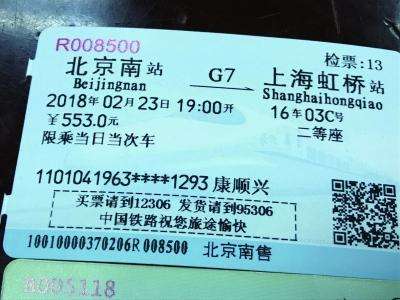 R008500 检票:13
北京南站 G7 上海虹桥站
Beijingnan Shanghaihongqiao
2018年02月23日19:00开 16车03C号
￥553.0元 二等座
限乘当日当次车
1101041963****1293 康顺兴
买票请到12306 发货请到95306
中国铁路祝您旅途愉快
10010000370206R008500 北京南售
R005118